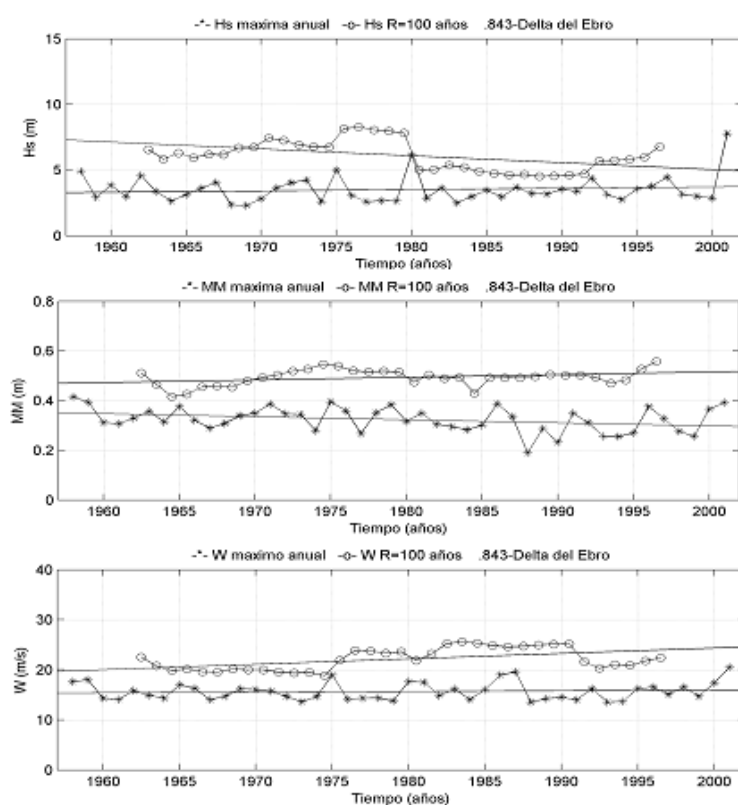 -*- Hs maxima anual -o- Hs R=100 años .843-Delta del Ebro
15
10
5
0
Hs (m)
1960 1965 1970 1975 1980 1985 1990 1995 2000
Tiempo (años)
-*- MM maxima anual -o- MM R=100 años .843-Delta del Ebro
0.8
0.6
0.4
0.2
0
MM (m)
1960 1965 1970 1975 1980 1985 1990 1995 2000
Tiempo (años)
-*- W maximo anual -o- W R=100 años .843-Delta del Ebro
40
30
20
10
0
W (m/s)
1960 1965 1970 1975 1980 1985 1990 1995 2000
Tiempo (años)